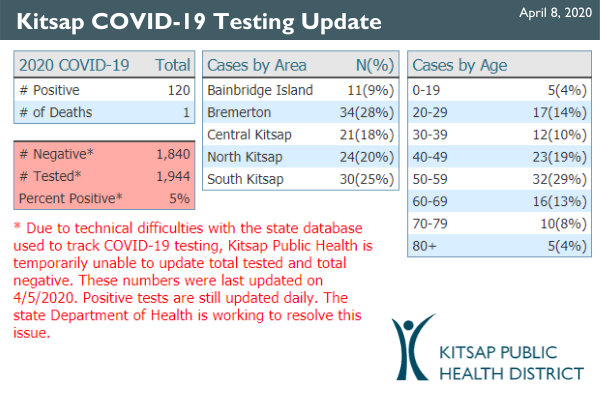 Kitsap COVID-19 Testing Update
April 8, 2020
2020 COVID-19 Total
# Positive 120
# of Deaths 1
# Negative* 1,840
# Tested* 1,944
Percent Positive* 5%
* Due to technical difficulties with the state database
used to track COVID-19 testing, Kitsap Public Health is
temporarily unable to update total tested and total
negative. These numbers were last updated on
4/5/2020. Positive tests are still updated daily. The
state Department of Health is working to resolve this
issue.
Cases by Area N(%)
Bainbridge Island 11(9%)
Bremerton 34(28%)
Central Kitsap 21(18%)
North Kitsap 24(20%)
South Kitsap 30(25%)
Cases by Age
0-19 5(4%)
20-29 17(14%)
30-39 12(10%)
40-49 23(19%)
50-59 32(29%)
60-69 16(13%)
70-79 10(8%)
80+ 5(4%)
KITSAP PUBLIC
HEALTH DISTRICT